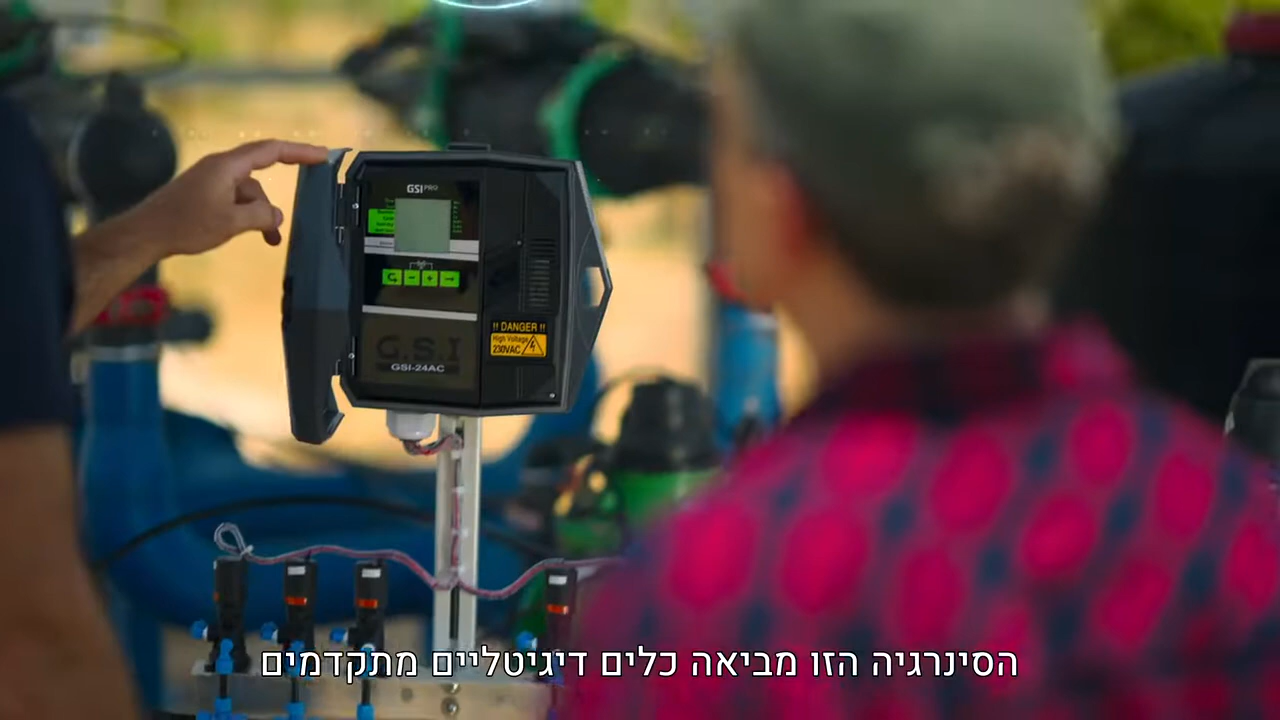 GSI PRO
G.S.I
GSI-24AC
!! DANGER !!
High Voltage
230VAC
הסינרגיה הזו מביאה כלים דיגיטליים מתקדמים